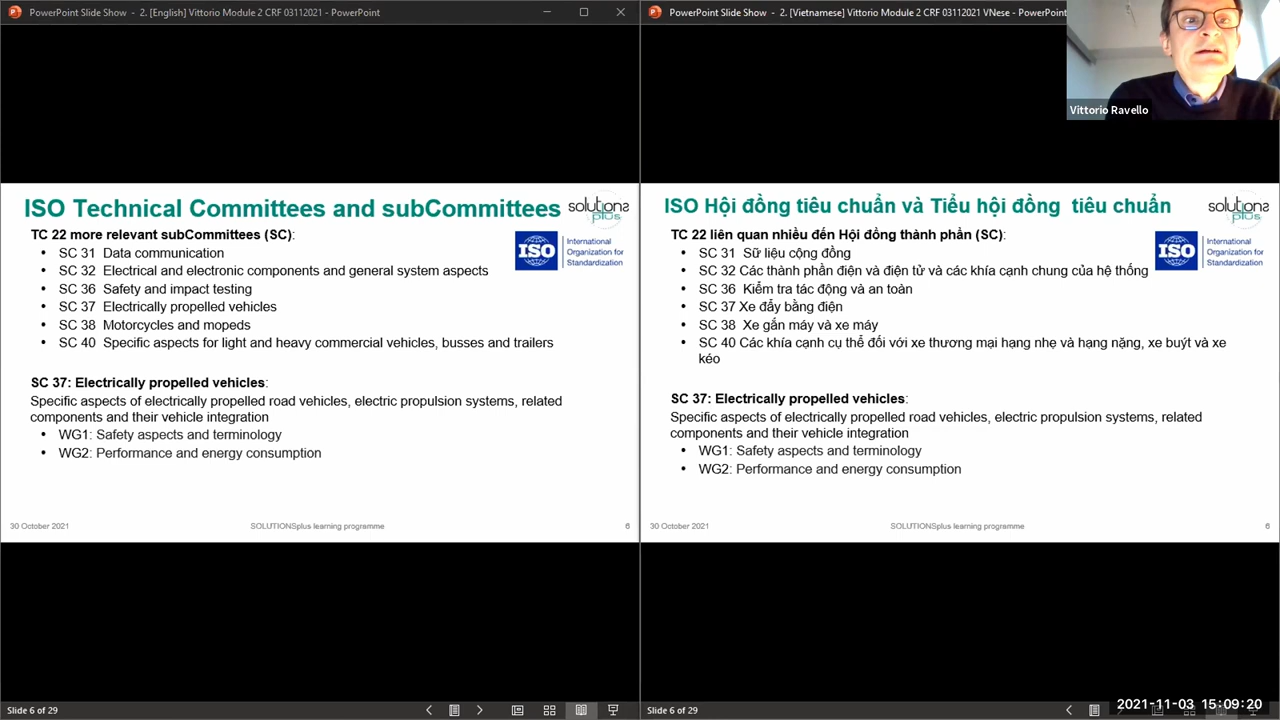 PowerPoint Slide Show - 2. [English] Vittorio Module 2 CRF 03112021 - PowerPoint
ISO Technical Committees and subCommittees
solutions
plus
TC 22 more relevant subCommittees (SC):
ISO
International
Organization for
Standardization
• SC 31 Data communication
• SC 32 Electrical and electronic components and general system aspects
• SC 36 Safety and impact testing
• SC 37 Electrically propelled vehicles
• SC 38 Motorcycles and mopeds
• SC 40 Specific aspects for light and heavy commercial vehicles, busses and trailers
SC 37: Electrically propelled vehicles:
Specific aspects of electrically propelled road vehicles, electric propulsion systems, related
components and their vehicle integration
• WG1: Safety aspects and terminology
• WG2: Performance and energy consumption
30 October 2021
SOLUTIONSplus learning programme
6
Slide 6 of 29
PowerPoint Slide Show - 2. [Vietnamese] Vittorio Module 2 CRF 03112021 VNese - PowerPoint
Vittorio Ravello
ISO Hội đồng tiêu chuẩn và Tiểu hội đồng tiêu chuẩn
solutions
plus
TC 22 liên quan nhiều đến Hội đồng thành phần (SC):
ISO
International
Organization for
Standardization
• SC 31 Sữ liệu cộng đồng
• SC 32 Các thành phần điện và điện tử và các khía cạnh chung của hệ thống
• SC 36 Kiểm tra tác động và an toàn
• SC 37 Xe đẩy bằng điện
• SC 38 Xe gắn máy và xe máy
• SC 40 Các khía cạnh cụ thể đối với xe thương mại hạng nhẹ và hạng nặng, xe buýt và xe
kéo
SC 37: Electrically propelled vehicles:
Specific aspects of electrically propelled road vehicles, electric propulsion systems, related
components and their vehicle integration
• WG1: Safety aspects and terminology
• WG2: Performance and energy consumption
30 October 2021
SOLUTIONSplus learning programme
6
Slide 6 of 29
2021-11-03 15:09:20